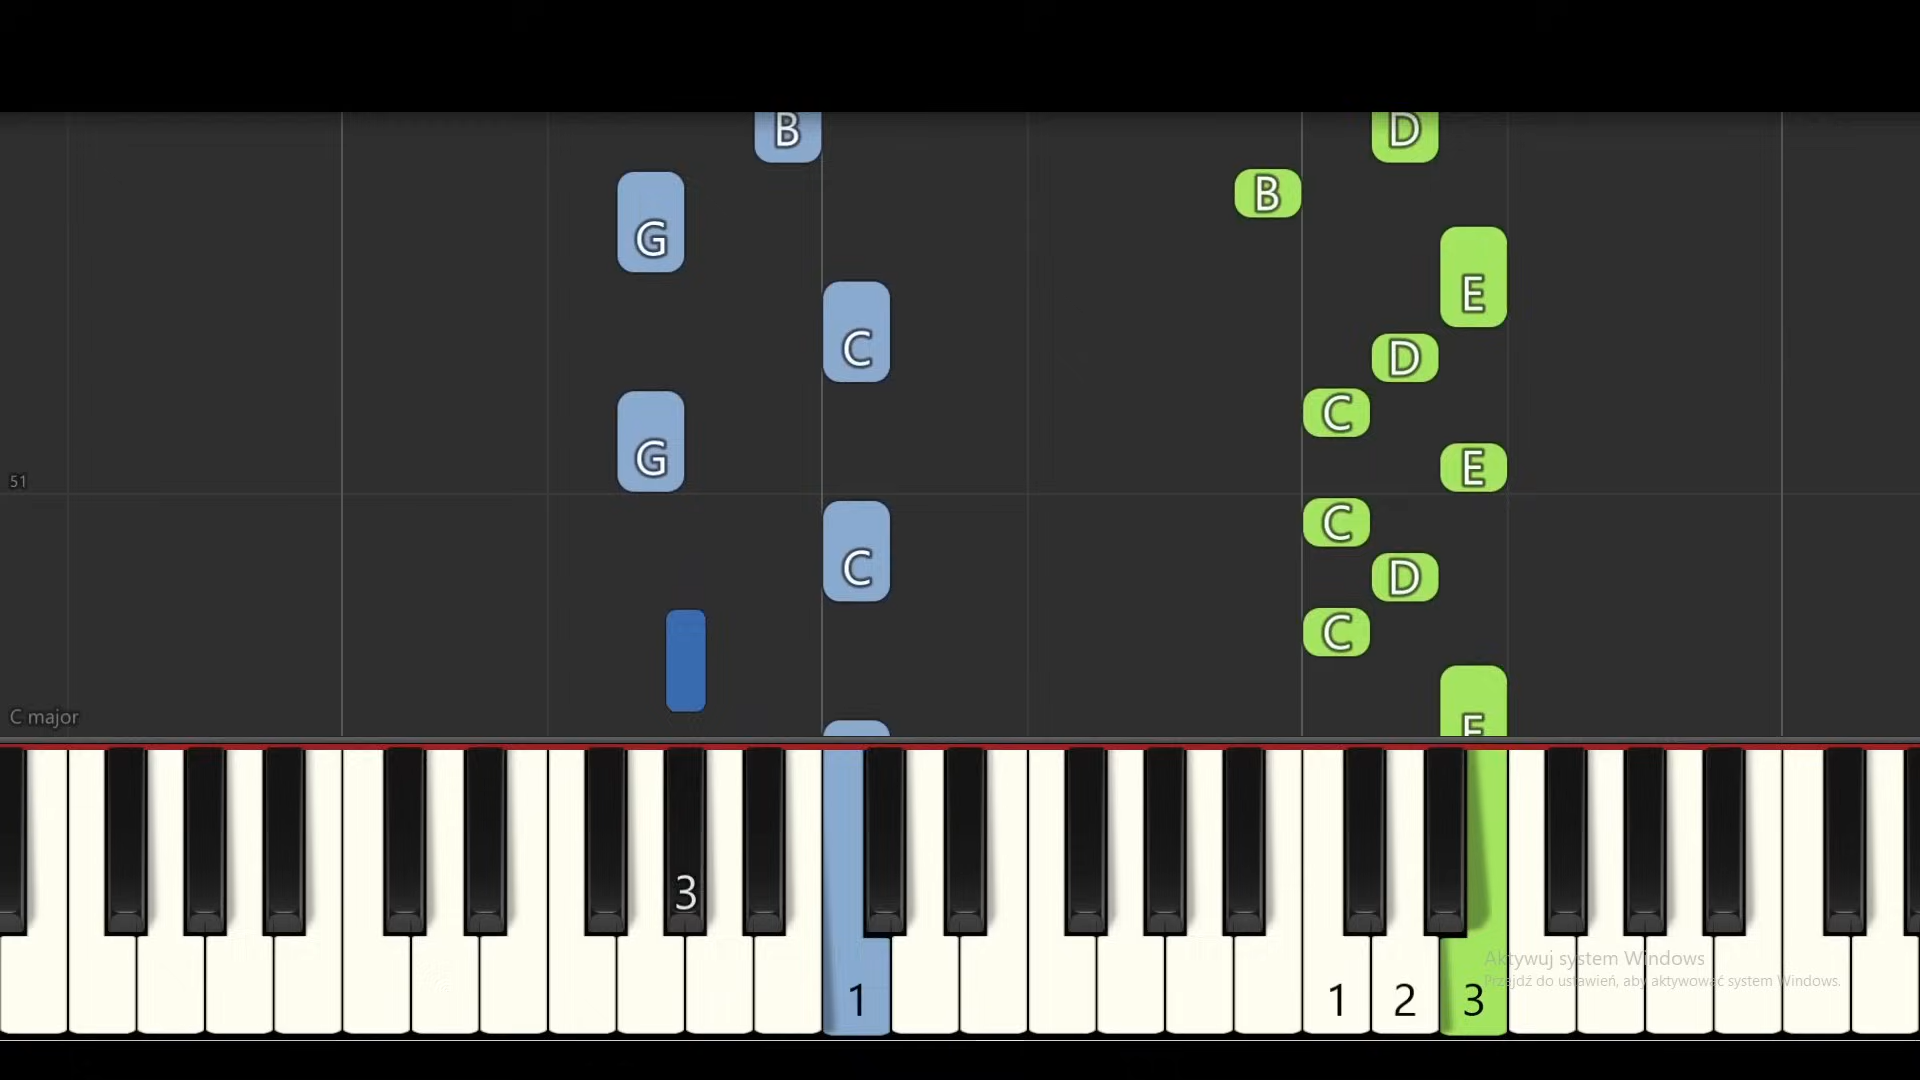 B D
B
G
E
C
D
C
G
E
51
C
C
D
C
C major
E
3
Aktywuj system Windows
Przejdź do ustawień, aby aktywować system Windows.
1 1 2 3